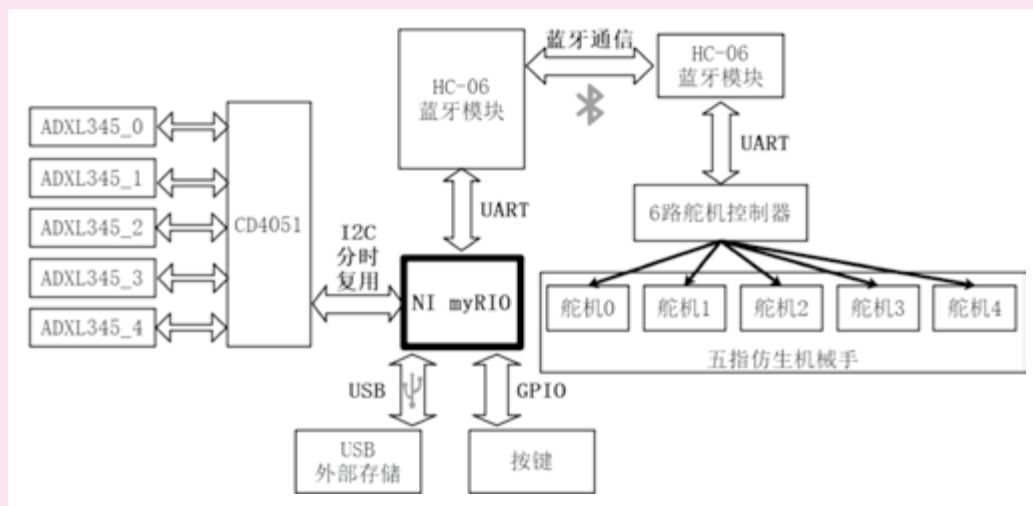 ADXL345_0
ADXL345_1
ADXL345_2
ADXL345_3
ADXL345_4
CD4051
I2C
分时
复用
HC-06
蓝牙模块
UART
NI myRIO
USB
USB
外部存储
GPIO
按键
蓝牙通信
HC-06
蓝牙模块
UART
6路舵机控制器
舵机0
舵机1
舵机2
舵机3
舵机4
五指仿生机械手